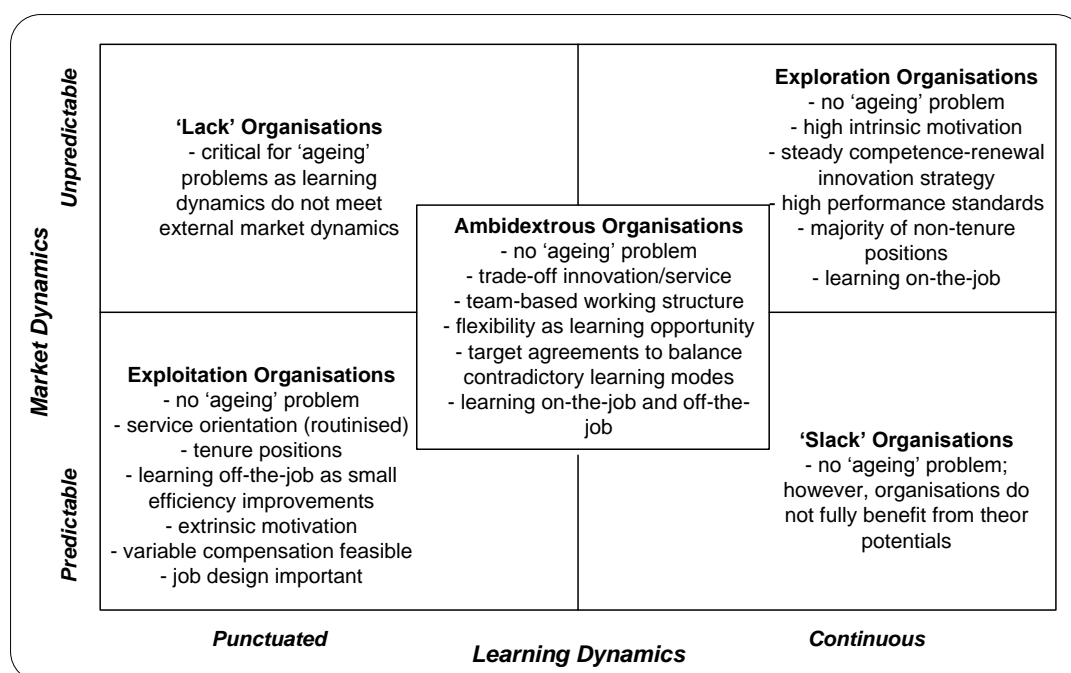 Market Dynamics
Unpredictable
Predictable
'Lack' Organisations
- critical for 'ageing'
problems as learning
dynamics do not meet
external market dynamics
Exploration Organisations
- no 'ageing' problem
- high intrinsic motivation
- steady competence-renewal
innovation strategy
- high performance standards
- majority of non-tenure
positions
- learning on-the-job
Ambidextrous Organisations
- no 'ageing' problem
- trade-off innovation/service
- team-based working structure
- flexibility as learning opportunity
- target agreements to balance
contradictory learning modes
- learning on-the-job and off-the-
job
Exploitation Organisations
- no 'ageing' problem
- service orientation (routinised)
- tenure positions
- learning off-the-job as small
efficiency improvements
- extrinsic motivation
- variable compensation feasible
- job design important
'Slack' Organisations
- no 'ageing' problem;
however, organisations do
not fully benefit from theor
potentials
Punctuated
Learning Dynamics
Continuous